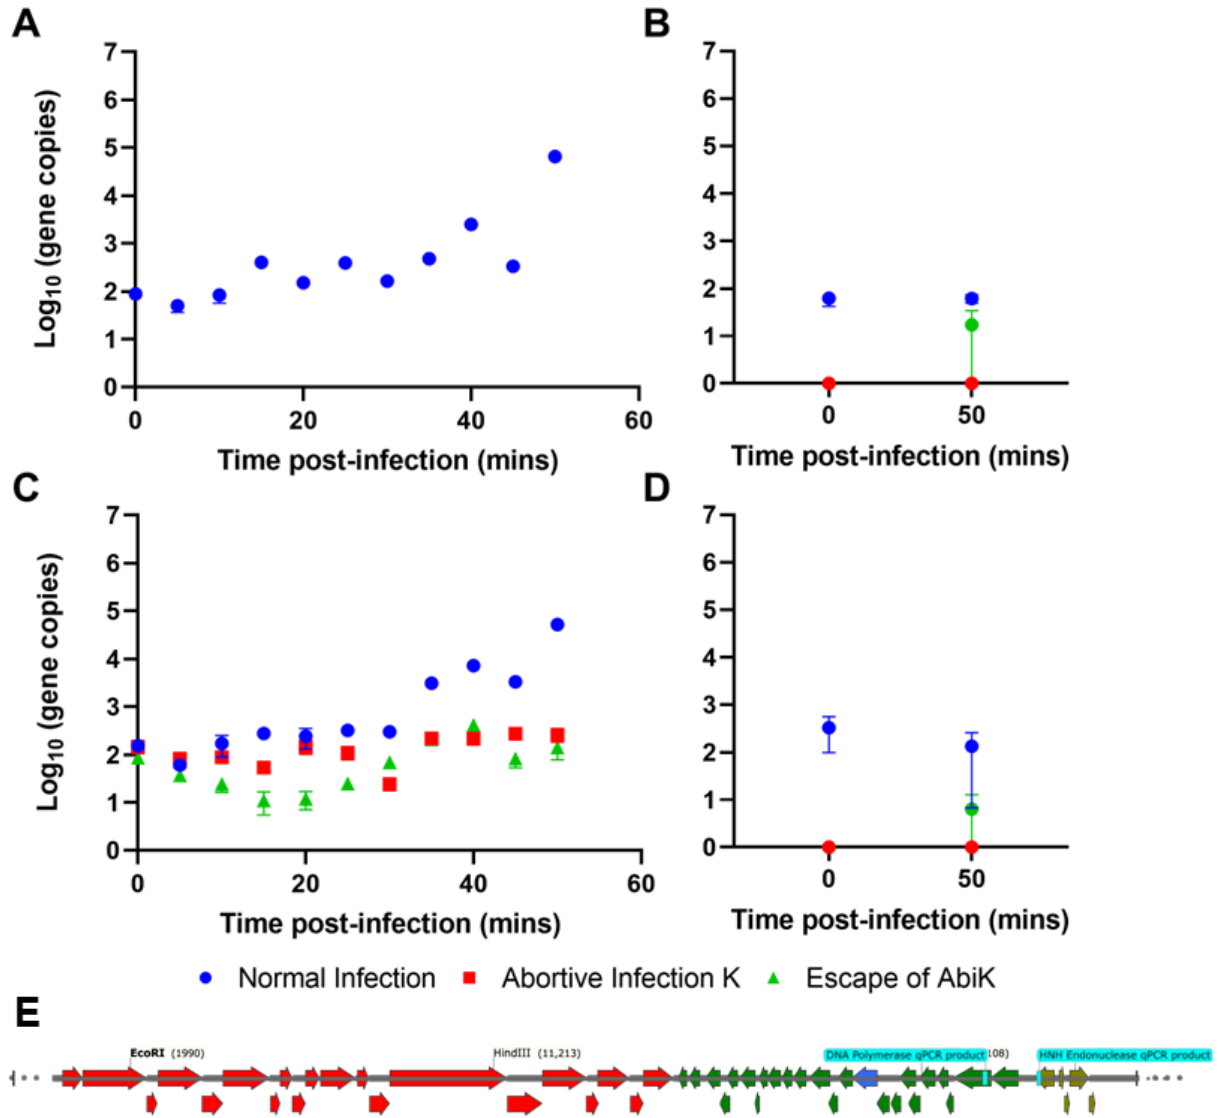 A
B
7
6
5
4
3
2
1
0
Log10 (gene copies)
0 20 40 60
Time post-infection (mins)
7
6
5
4
3
2
1
0
0 50
Time post-infection (mins)
C
D
7
6
5
4
3
2
1
0
Log10 (gene copies)
0 20 40 60
Time post-infection (mins)
7
6
5
4
3
2
1
0
0 50
Time post-infection (mins)
Normal Infection Abortive Infection K Escape of AbiK
E
EcoRI (1990) HindIII (11,213) DNA Polymerase qPCR product 108) HNH Endonuclease qPCR product